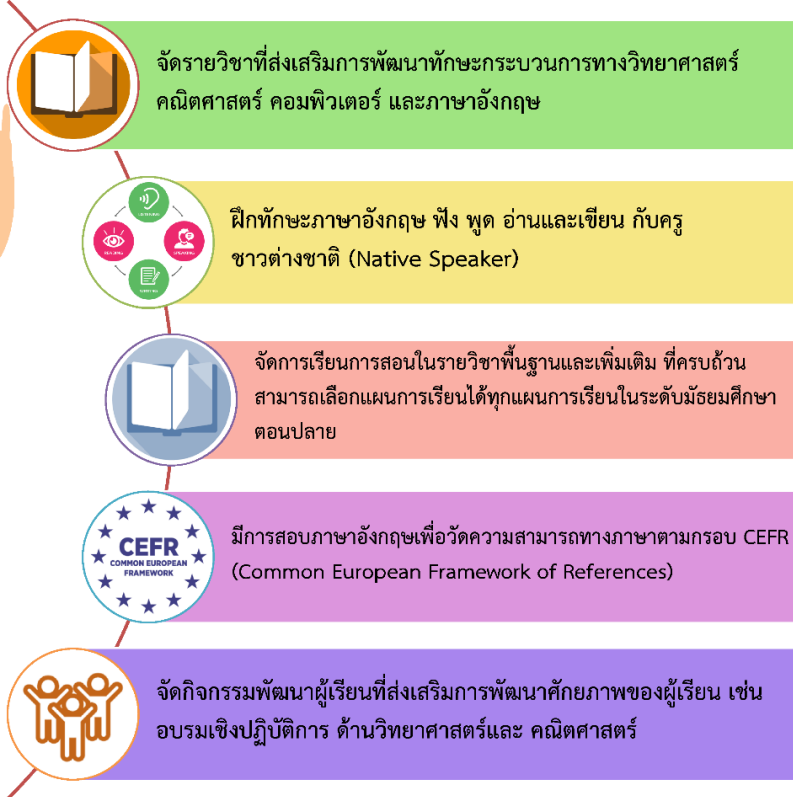 จัดรายวิชาที่ส่งเสริมการพัฒนาทักษะกระบวนการทางวิทยาศาสตร์
คณิตศาสตร์ คอมพิวเตอร์ และภาษาอังกฤษ
LISTENING
READING
SPEAKING
WRITING
ฝึกทักษะภาษาอังกฤษ ฟัง พูด อ่านและเขียน กับครู
ชาวต่างชาติ (Native Speaker)
จัดการเรียนการสอนในรายวิชาพื้นฐานและเพิ่มเติม ที่ครบถ้วน
สามารถเลือกแผนการเรียนได้ทุกแผนการเรียนในระดับมัธยมศึกษา
ตอนปลาย
CEFR
COMMON EUROPEAN
FRAMEWORK
มีการสอบภาษาอังกฤษเพื่อวัดความสามารถทางภาษาตามกรอบ CEFR
(Common European Framework of References)
จัดกิจกรรมพัฒนาผู้เรียนที่ส่งเสริมการพัฒนาศักยภาพของผู้เรียน เช่น
อบรมเชิงปฏิบัติการ ด้านวิทยาศาสตร์และ คณิตศาสตร์